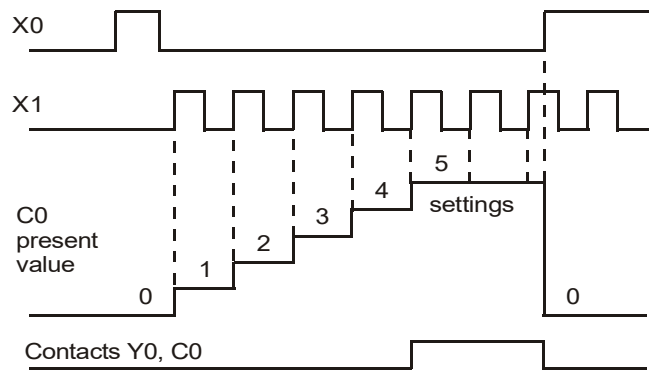 X0
X1
5
4
settings
3
C0
present
value
2
1
0
0
Contacts Y0, C0